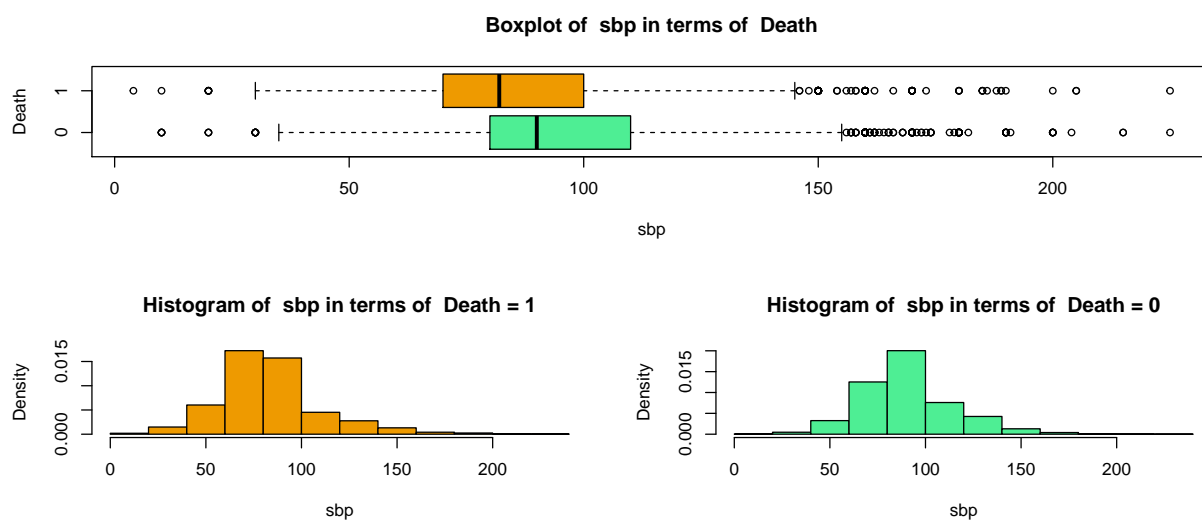 Boxplot of sbp in terms of Death
Death
1
0
0 50 100 150 200
sbp
Histogram of sbp in terms of Death = 1
Density
0.015
0.000
0 50 100 150 200
sbp
Histogram of sbp in terms of Death = 0
Density
0.015
0.000
0 50 100 150 200
sbp